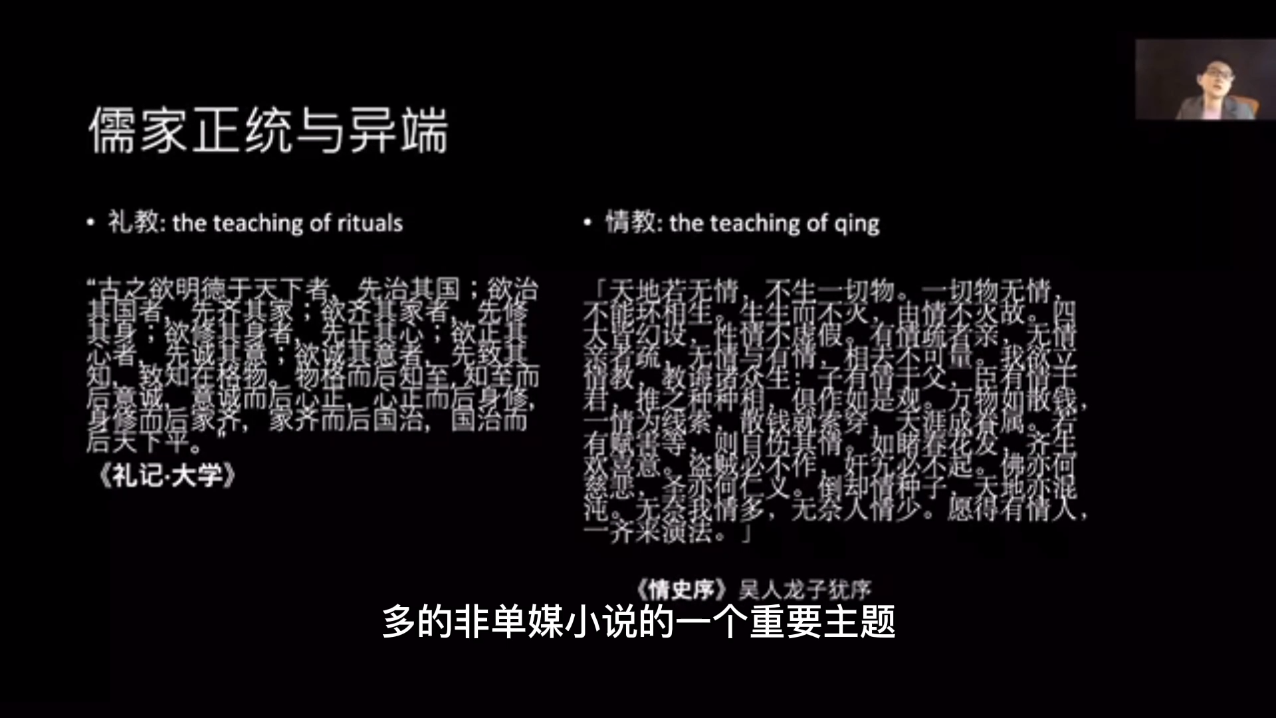 儒家正统与异端
• 礼教: the teaching of rituals
“古之欲明德于天下者，先治其国；欲治
其国者，先齐其家；欲齐其家者，先修
其身；欲修其身者，先正其心；欲正其
心者，先诚其意；欲诚其意者，先致其
知，致知在格物。物格而后知至，知至而
后意诚，意诚而后心正，心正而后身修，
身修而后家齐，家齐而后国治，国治而
后天下平。”
《礼记·大学》
• 情教: the teaching of qing
「天地若无情，不生一切物。一切物无情，
不能环相生。生生而不灭，由情不灭故。四
大皆幻设，性情不虚假。有情疏者亲，无情
亲者疏，无情与有情，相去不可量。我欲立
情教，教诲诸众生：子有情于父，臣有情于
君，推之种种相，俱作如是观。万物如散钱，
一情为线索，散钱就索穿，天涯成眷属。若
有贼害等，则自伤其情。如睹春花发，齐生
欢喜意。盗贼必不作，奸宄必不起。佛亦何
慈悲，圣亦何仁义。倒却情种子，天地亦混
沌。无奈我情多，无奈人情少。愿得有情人，
一齐来演法。」
《情史序》吴人龙子犹序
多的非单媒小说的一个重要主题